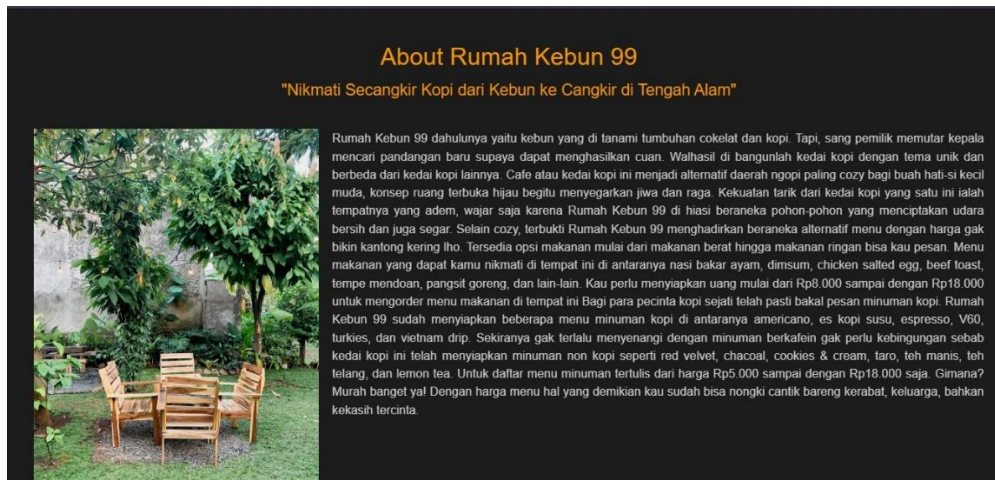 About Rumah Kebun 99
"Nikmati Secangkir Kopi dari Kebun ke Cangkir di Tengah Alam"
Rumah Kebun 99 dahulunya yaitu kebun yang di tanami tumbuhan cokelat dan kopi. Tapi, sang pemilik memutar kepala
mencari pandangan baru supaya dapat menghasilkan cuan. Walhasil di bangunlah kedai kopi dengan tema unik dan
berbeda dari kedai kopi lainnya. Cafe atau kedai kopi ini menjadi alternatif daerah ngopi paling cozy bagi buah hati-si kecil
muda, konsep ruang terbuka hijau begitu menyegarkan jiwa dan raga. Kekuatan tarik dari kedai kopi yang satu ini ialah
tempatnya yang adem, wajar saja karena Rumah Kebun 99 di hiasi beraneka pohon-pohon yang menciptakan udara
bersih dan juga segar. Selain cozy, terbukti Rumah Kebun 99 menghadirkan beraneka alternatif menu dengan harga gak
bikin kantong kering lho. Tersedia opsi makanan mulai dari makanan berat hingga makanan ringan bisa kau pesan. Menu
makanan yang dapat kamu nikmati di tempat ini di antaranya nasi bakar ayam, dimsum, chicken salted egg, beef toast,
tempe mendoan, pangsit goreng, dan lain-lain. Kau perlu menyiapkan uang mulai dari Rp8.000 sampai dengan Rp18.000
untuk mengorder menu makanan di tempat ini Bagi para pecinta kopi sejati telah pasti bakal pesan minuman kopi. Rumah
Kebun 99 sudah menyiapkan beberapa menu minuman kopi di antaranya americano, es kopi susu, espresso, V60,
turkies, dan vietnam drip. Sekiranya gak terlalu menyenangi dengan minuman berkafein gak perlu kebingungan sebab
kedai kopi ini telah menyiapkan minuman non kopi seperti red velvet, chacoal, cookies & cream, taro, teh manis, teh
telang, dan lemon tea. Untuk daftar menu minuman tertulis dari harga Rp5.000 sampai dengan Rp18.000 saja. Gimana?
Murah banget ya! Dengan harga menu hal yang demikian kau sudah bisa nongki cantik bareng kerabat, keluarga, bahkan
kekasih tercinta.